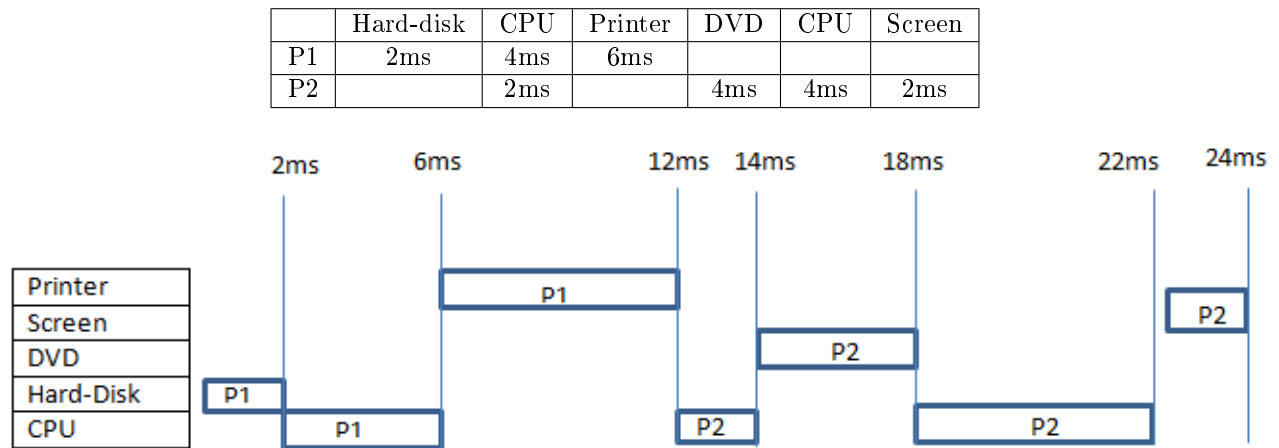 Hard-disk CPU Printer DVD CPU Screen
P1 2ms 4ms 6ms
P2 2ms 4ms 4ms 2ms
2ms 6ms 12ms 14ms 18ms 22ms 24ms
Printer P1
Screen P2
DVD P2
Hard-Disk P1
CPU P1 P2 P2